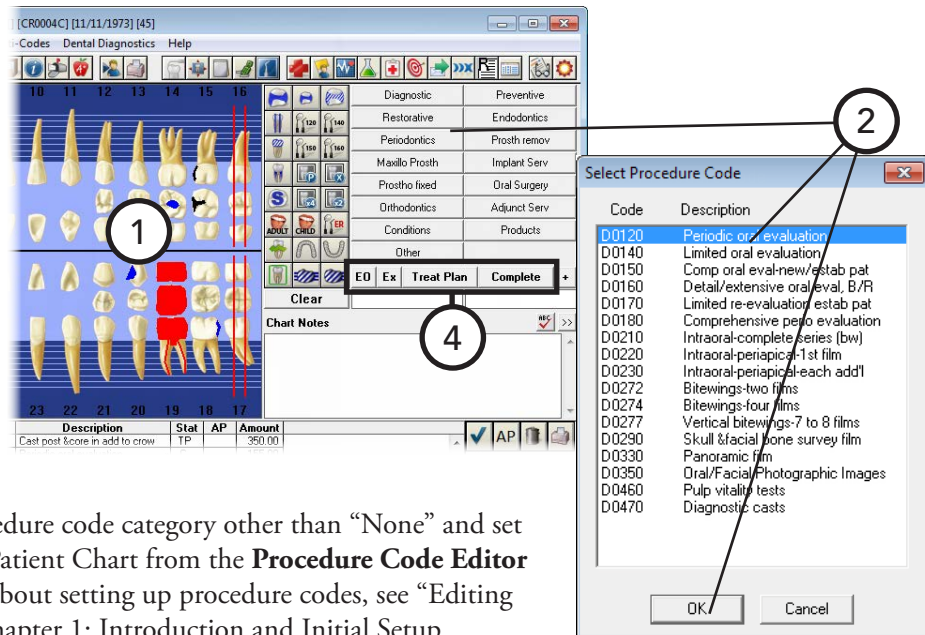 [CR0004C] [11/11/1973] [45]
-Codes Dental Diagnostics Help
10 11 12 13 14 15 16
Diagnostic Preventive
Restorative Endodontics
Periodontics Prosth remov
Maxillo Prosth Implant Serv
Prostho fixed Oral Surgery
Orthodontics Adjunct Serv
Conditions Products
Other
120 140
150 160
P X
S x4 x2
ADULT CHILD ER
EO Ex Treat Plan Complete +
Clear
Chart Notes ABC >>
1
2
4
23 22 21 20 19 18 17
Description Stat AP Amount
Cast post &core in add to crow TP 350.00
AP
Select Procedure Code
Code Description
D0120 Periodic oral evaluation
D0140 Limited oral evaluation
D0150 Comp oral eval-new/estab pat
D0160 Detail/extensive oral eval, B/R
D0170 Limited re-evaluation estab pat
D0180 Comprehensive perio evaluation
D0210 Intraoral-complete series (bw)
D0220 Intraoral-periapical-1st film
D0230 Intraoral-periapical-each add'l
D0272 Bitewings-two films
D0274 Bitewings-four films
D0277 Vertical bitewings-7 to 8 films
D0290 Skull &facial bone survey film
D0330 Panoramic film
D0350 Oral/Facial Photographic Images
D0460 Pulp vitality tests
D0470 Diagnostic casts
OK Cancel
edure code category other than “None” and set
Patient Chart from the Procedure Code Editor
bout setting up procedure codes, see “Editing
hapter 1: Introduction and Initial Setup